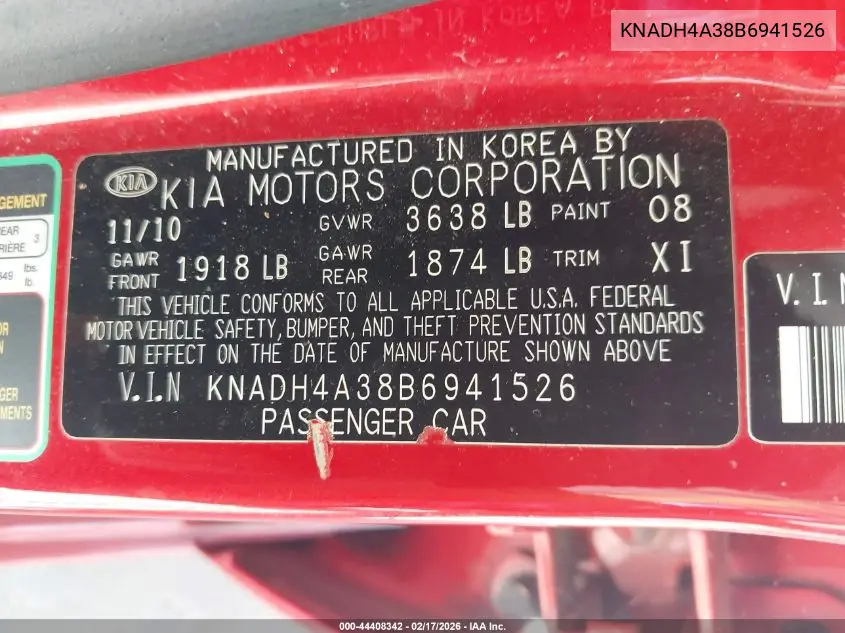 KNADH4A38B6941526
MANUFACTURED IN KOREA BY
KIA KIA MOTORS CORPORATION
11/10 GVWR 3638 LB PAINT 08
GAWR FRONT 1918 LB GAWR REAR 1874 LB TRIM XI
THIS VEHICLE CONFORMS TO ALL APPLICABLE U.S.A. FEDERAL
MOTOR VEHICLE SAFETY, BUMPER, AND THEFT PREVENTION STANDARDS
IN EFFECT ON THE DATE OF MANUFACTURE SHOWN ABOVE
V.I.N KNADH4A38B6941526
PASSENGER CAR
3
lbs.
lb.
V.I.N
000-44408342 - 02/17/2026 - IAA Inc.